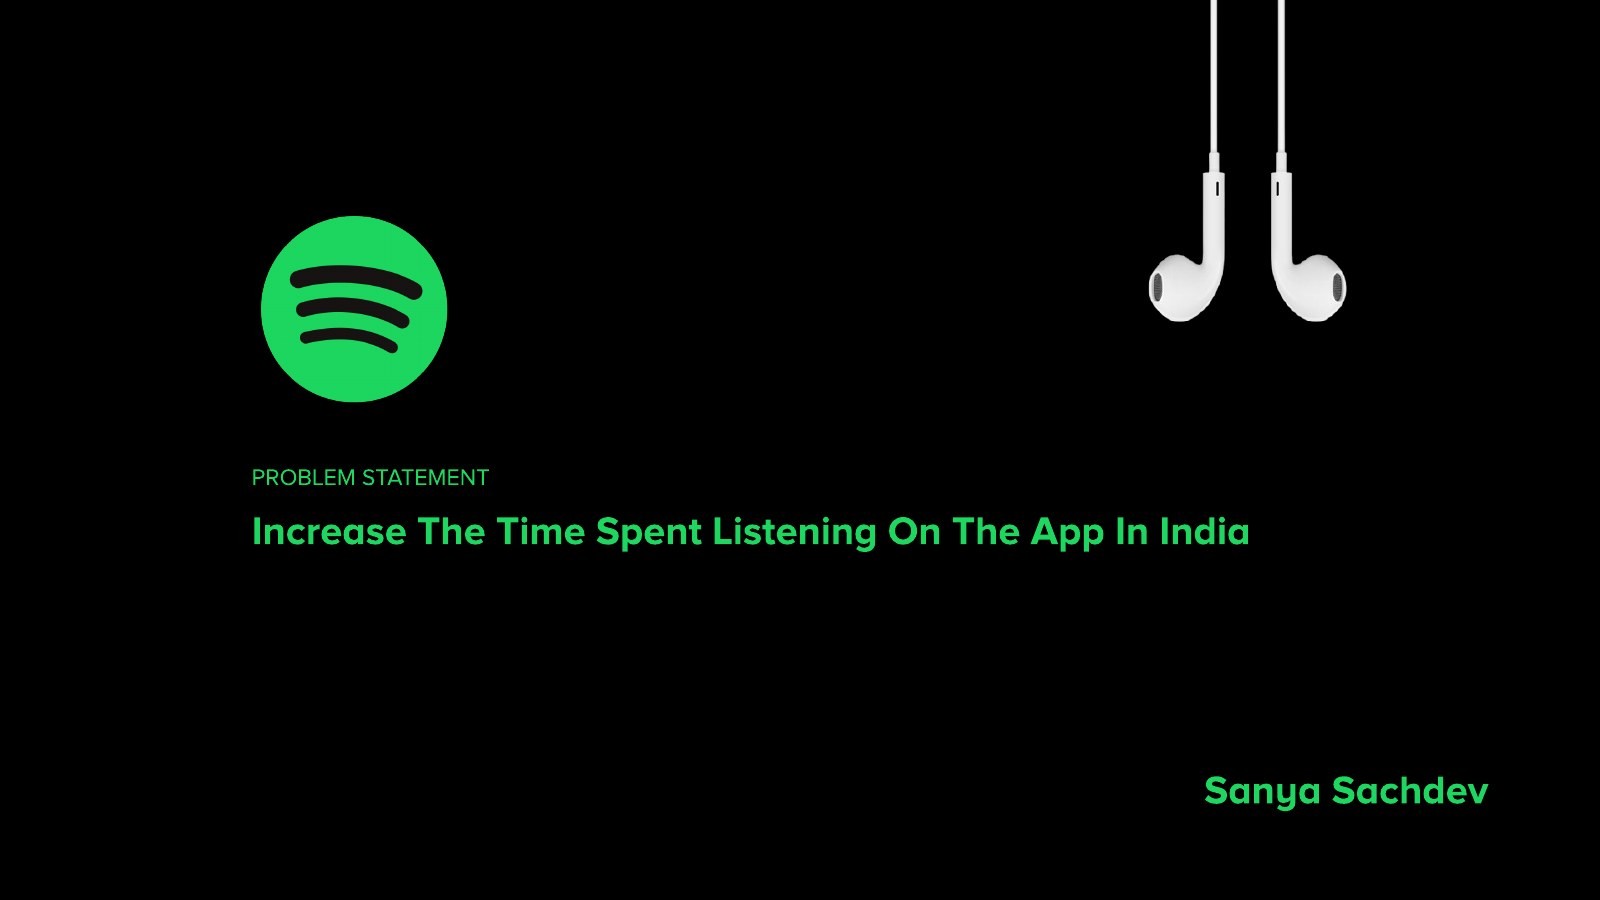 PROBLEM STATEMENT
Increase The Time Spent Listening On The App In India
Sanya Sachdev